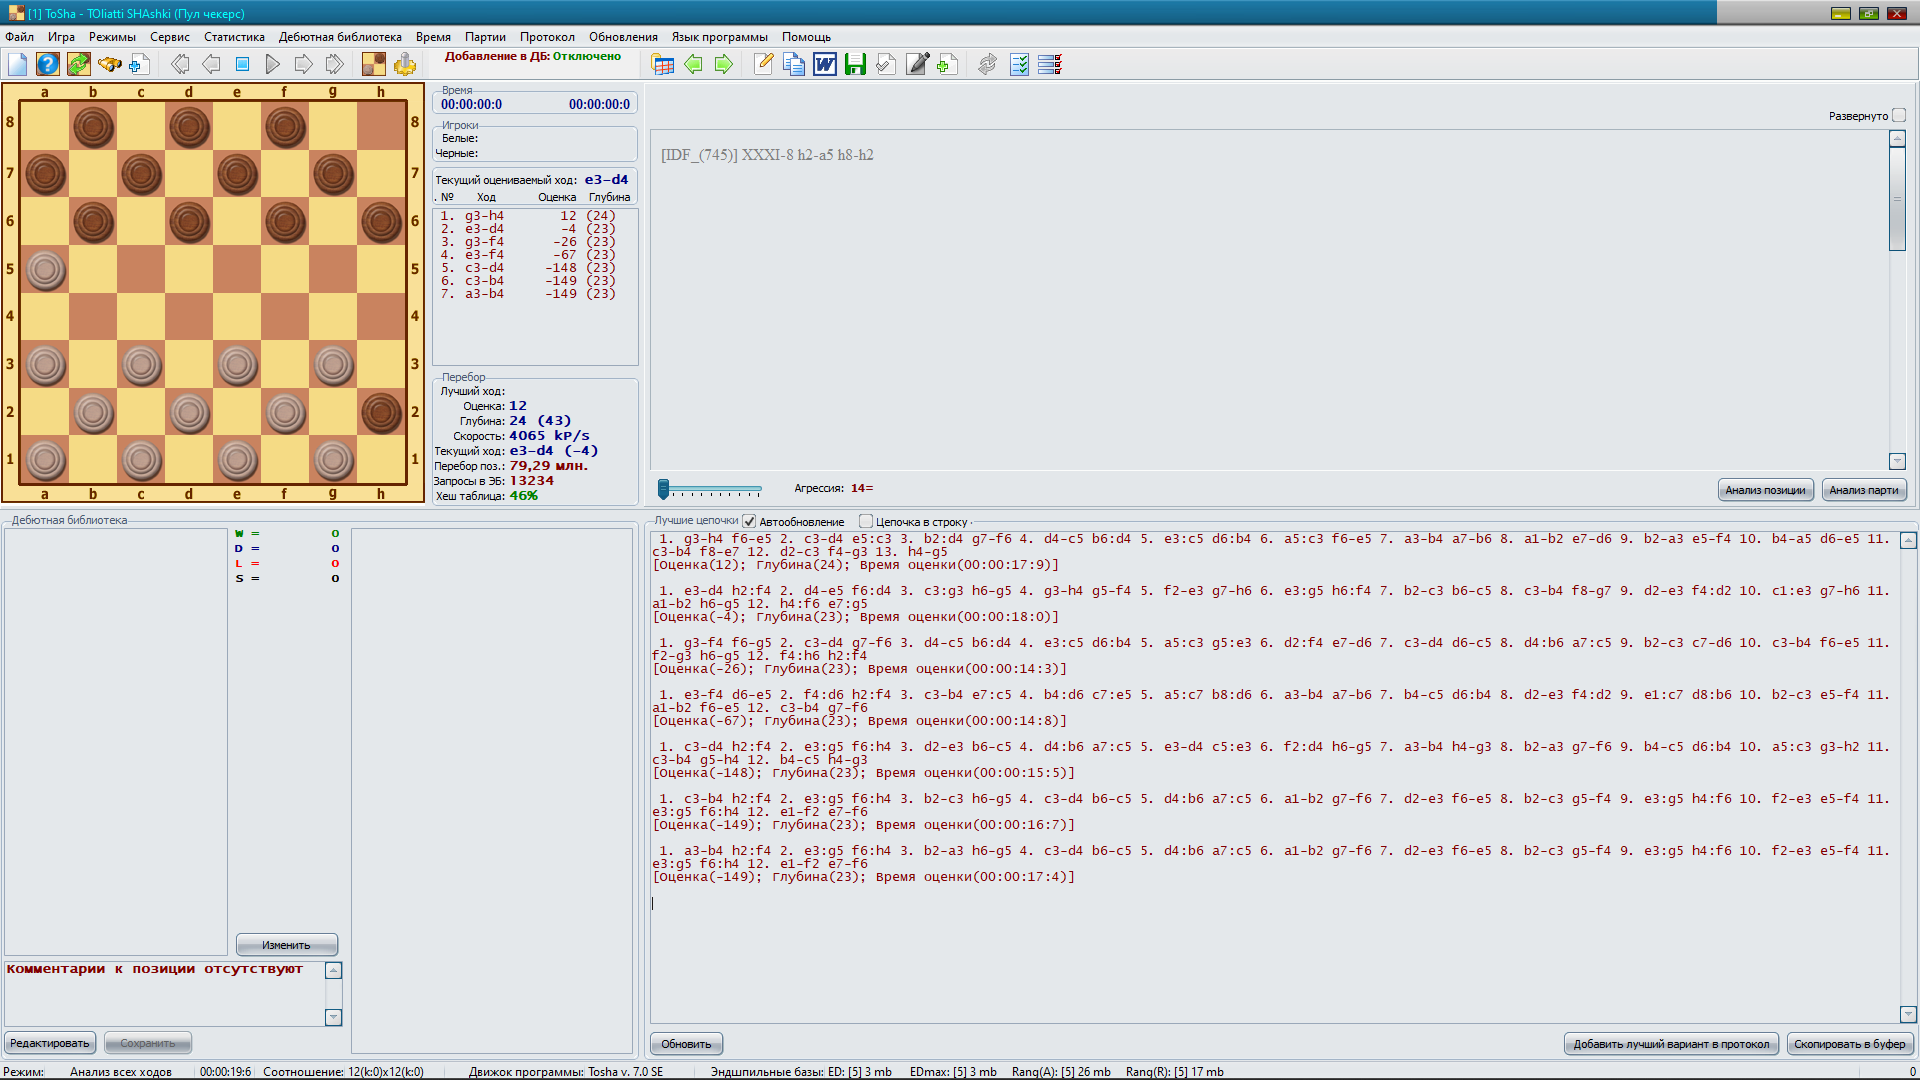 [1] ToSha - TOliatti SHAshki (Пул чекерс)
Файл Игра Режимы Сервис Статистика Дебютная библиотека Время Партии Протокол Обновления Язык программы Помощь
Добавление в ДБ: Отключено
a b c d e f g h
8 8
7 7
6 6
5 5
4 4
3 3
2 2
1 1
a b c d e f g h
Время
00:00:00:0 00:00:00:0
Игроки
Белые:
Черные:
Текущий оцениваемый ход: e3-d4
. № Ход Оценка Глубина
1. g3-h4 12 (24)
2. e3-d4 -4 (23)
3. g3-f4 -26 (23)
4. e3-f4 -67 (23)
5. c3-d4 -148 (23)
6. c3-b4 -149 (23)
7. a3-b4 -149 (23)
Перебор
Лучший ход:
Оценка: 12
Глубина: 24 (43)
Скорость: 4065 kP/s
Текущий ход: e3-d4 (-4)
Перебор поз.: 79,29 млн.
Запросы в ЭБ: 13234
Хеш таблица: 46%
Развернуто
[IDF_(745)] XXXI-8 h2-a5 h8-h2
Агрессия: 14=
Анализ позиции Анализ парти
Дебютная библиотека
W = 0
D = 0
L = 0
S = 0
Изменить
Комментарии к позиции отсутствуют
Редактировать Сохранить
Лучшие цепочки Автообновление Цепочка в строку
1. g3-h4 f6-e5 2. c3-d4 e5:c3 3. b2:d4 g7-f6 4. d4-c5 b6:d4 5. e3:c5 d6:b4 6. a5:c3 f6-e5 7. a3-b4 a7-b6 8. a1-b2 e7-d6 9. b2-a3 e5-f4 10. b4-a5 d6-e5 11.
c3-b4 f8-e7 12. d2-c3 f4-g3 13. h4-g5
[Оценка(12); Глубина(24); Время оценки(00:00:17:9)]
1. e3-d4 h2:f4 2. d4-e5 f6:d4 3. c3:g3 h6-g5 4. g3-h4 g5-f4 5. f2-e3 g7-h6 6. e3:g5 h6:f4 7. b2-c3 b6-c5 8. c3-b4 f8-g7 9. d2-e3 f4:d2 10. c1:e3 g7-h6 11.
a1-b2 h6-g5 12. h4:f6 e7:g5
[Оценка(-4); Глубина(23); Время оценки(00:00:18:0)]
1. g3-f4 f6-g5 2. c3-d4 g7-f6 3. d4-c5 b6:d4 4. e3:c5 d6:b4 5. a5:c3 g5:e3 6. d2:f4 e7-d6 7. c3-d4 d6-c5 8. d4:b6 a7:c5 9. b2-c3 c7-d6 10. c3-b4 f6-e5 11.
f2-g3 h6-g5 12. f4:h6 h2:f4
[Оценка(-26); Глубина(23); Время оценки(00:00:14:3)]
1. e3-f4 d6-e5 2. f4:d6 h2:f4 3. c3-b4 e7:c5 4. b4:d6 c7:e5 5. a5:c7 b8:d6 6. a3-b4 a7-b6 7. b4-c5 d6:b4 8. d2-e3 f4:d2 9. e1:c7 d8:b6 10. b2-c3 e5-f4 11.
a1-b2 f6-e5 12. c3-b4 g7-f6
[Оценка(-67); Глубина(23); Время оценки(00:00:14:8)]
1. c3-d4 h2:f4 2. e3:g5 f6:h4 3. d2-e3 b6-c5 4. d4:b6 a7:c5 5. e3-d4 c5:e3 6. f2:d4 h6-g5 7. a3-b4 h4-g3 8. b2-a3 g7-f6 9. b4-c5 d6:b4 10. a5:c3 g3-h2 11.
c3-b4 g5-h4 12. b4-c5 h4-g3
[Оценка(-148); Глубина(23); Время оценки(00:00:15:5)]
1. c3-b4 h2:f4 2. e3:g5 f6:h4 3. b2-c3 h6-g5 4. c3-d4 b6-c5 5. d4:b6 a7:c5 6. a1-b2 g7-f6 7. d2-e3 f6-e5 8. b2-c3 g5-f4 9. e3:g5 h4:f6 10. f2-e3 e5-f4 11.
e3:g5 f6:h4 12. e1-f2 e7-f6
[Оценка(-149); Глубина(23); Время оценки(00:00:16:7)]
1. a3-b4 h2:f4 2. e3:g5 f6:h4 3. b2-a3 h6-g5 4. c3-d4 b6-c5 5. d4:b6 a7:c5 6. a1-b2 g7-f6 7. d2-e3 f6-e5 8. b2-c3 g5-f4 9. e3:g5 h4:f6 10. f2-e3 e5-f4 11.
e3:g5 f6:h4 12. e1-f2 e7-f6
[Оценка(-149); Глубина(23); Время оценки(00:00:17:4)]
Обновить Добавить лучший вариант в протокол Скопировать в буфер
Режим: Анализ всех ходов 00:00:19:6 Соотношение: 12(k:0)x12(k:0) Движок программы: Tosha v. 7.0 SE Эндшпильные базы: ED: [5] 3 mb EDmax: [5] 3 mb Rang(A): [5] 26 mb Rang(R): [5] 17 mb 0